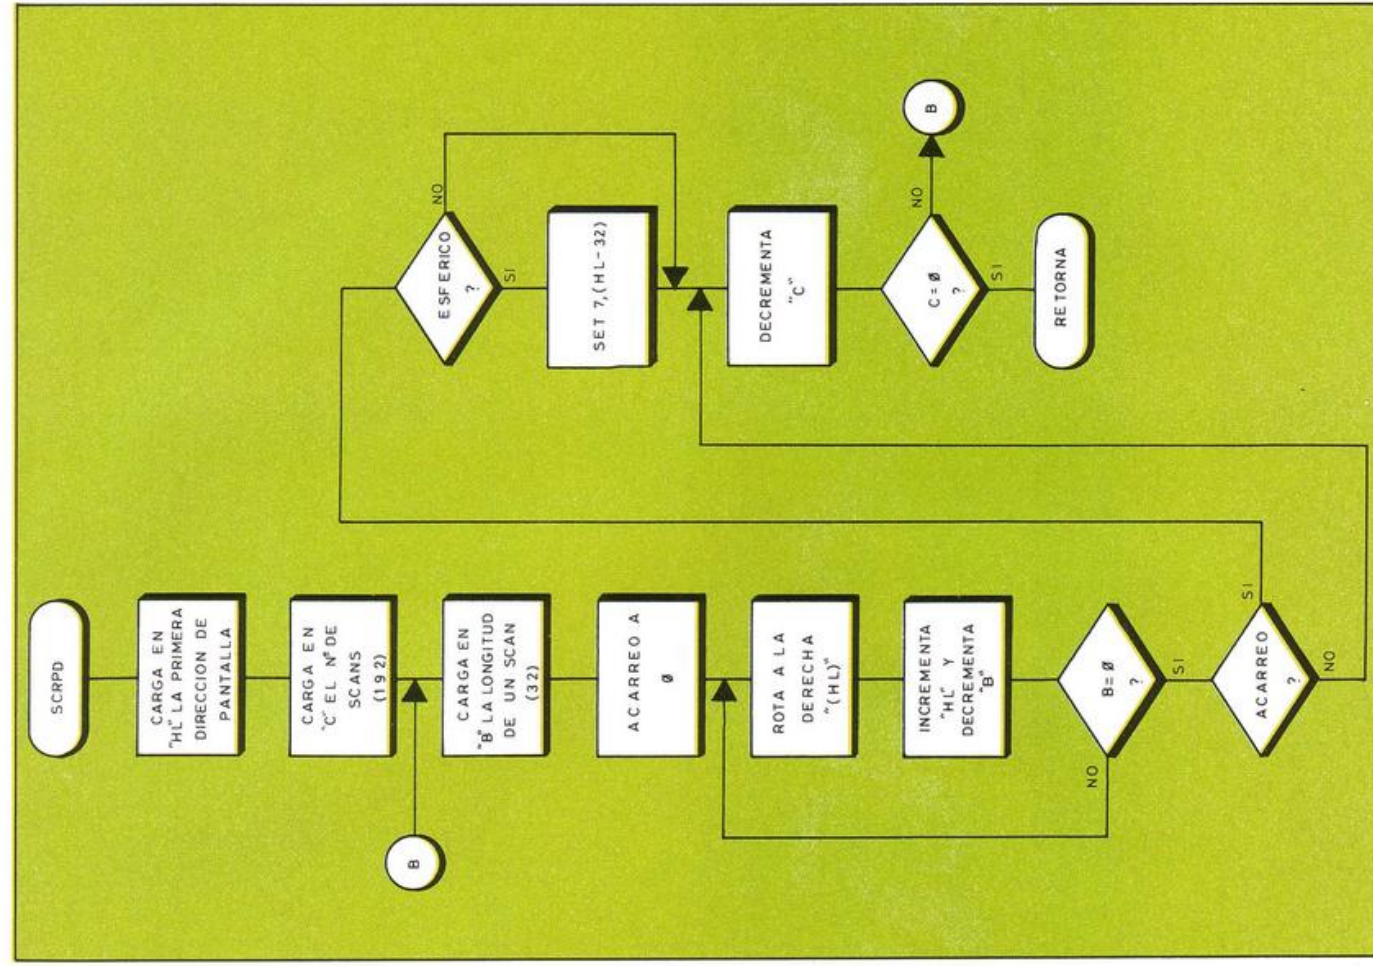 SCRPD
CARGA EN
"HL" LA PRIMERA
DIRECCION DE
PANTALLA
CARGA EN
"C" EL Nº DE
SCANS
(192)
B
CARGA EN
"B" LA LONGITUD
DE UN SCAN
(32)
ACARREO A
Ø
ROTA A LA
DERECHA
"(HL)"
INCREMENTA
"HL" Y
DECREMENTA
"B"
B=Ø
?
NO
SI
ACARREO
?
SI
NO
ESFERICO
?
NO
SI
SET 7,(HL-32)
DECREMENTA
"C"
C=Ø
?
NO
B
SI
RETORNA